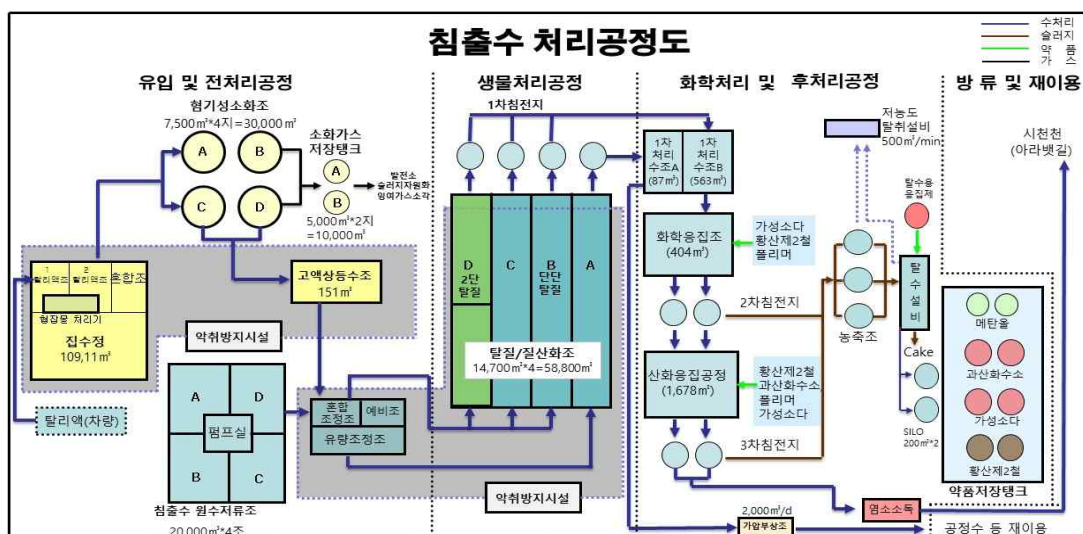 침출수 처리공정도
수처리
슬러지
약 품
가 스
유입 및 전처리공정
생물처리공정
화학처리 및 후처리공정
방 류 및 재이용
혐기성소화조
7,500㎥*4지=30,000㎥
A
B
C
D
소화가스
저장탱크
A
B
5,000㎥*2지
=10,000㎥
발전소
슬러지자원화
잉여가스소각
1
탈리액조
2
탈리액조
혼합조
협잡물 처리기
집수정
109,11㎥
고액상등수조
151㎥
악취방지시설
탈리액(차량)
A
D
펌프실
B
C
침출수 원수저류조
20,000㎥*4조
혼합
조정조
예비조
유량조정조
1차침전지
D
2단
탈질
C
B
단단
탈질
A
탈질/질산화조
14,700㎥*4=58,800㎥
악취방지시설
1차
처리
수조A
(87㎥)
1차
처리
수조B
(563㎥)
화학응집조
(404㎥)
가성소다
황산제2철
폴리머
2차침전지
산화응집공정
(1,678㎥)
황산제2철
과산화수소
폴리머
가성소다
3차침전지
2,000㎥/d
가압부상조
염소소독
저농도
탈취설비
500㎥/min
탈수용
응집제
탈수설비
농축조
Cake
SILO
200㎥*2
시천천
(아라뱃길)
메탄올
과산화수소
가성소다
황산제2철
약품저장탱크
공정수 등 재이용